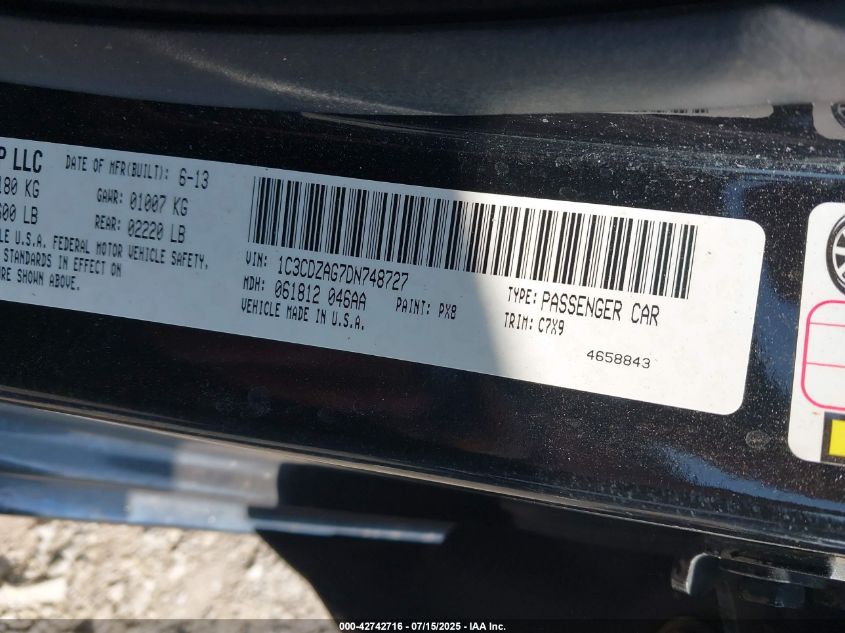 P LLC DATE OF MFR(BUILT): 6-13
180 KG GAWR: 01007 KG
600 LB REAR: 02220 LB
LE U.S.A. FEDERAL MOTOR VEHICLE SAFETY,
STANDARDS IN EFFECT ON
URE SHOWN ABOVE.
VIN: 1C3CDZAG7DN748727
MDH: 061812 046AA PAINT: PX8
VEHICLE MADE IN U.S.A.
TYPE: PASSENGER CAR
TRIM: C7X9
4658843
000-42742716 - 07/15/2025 - IAA Inc.